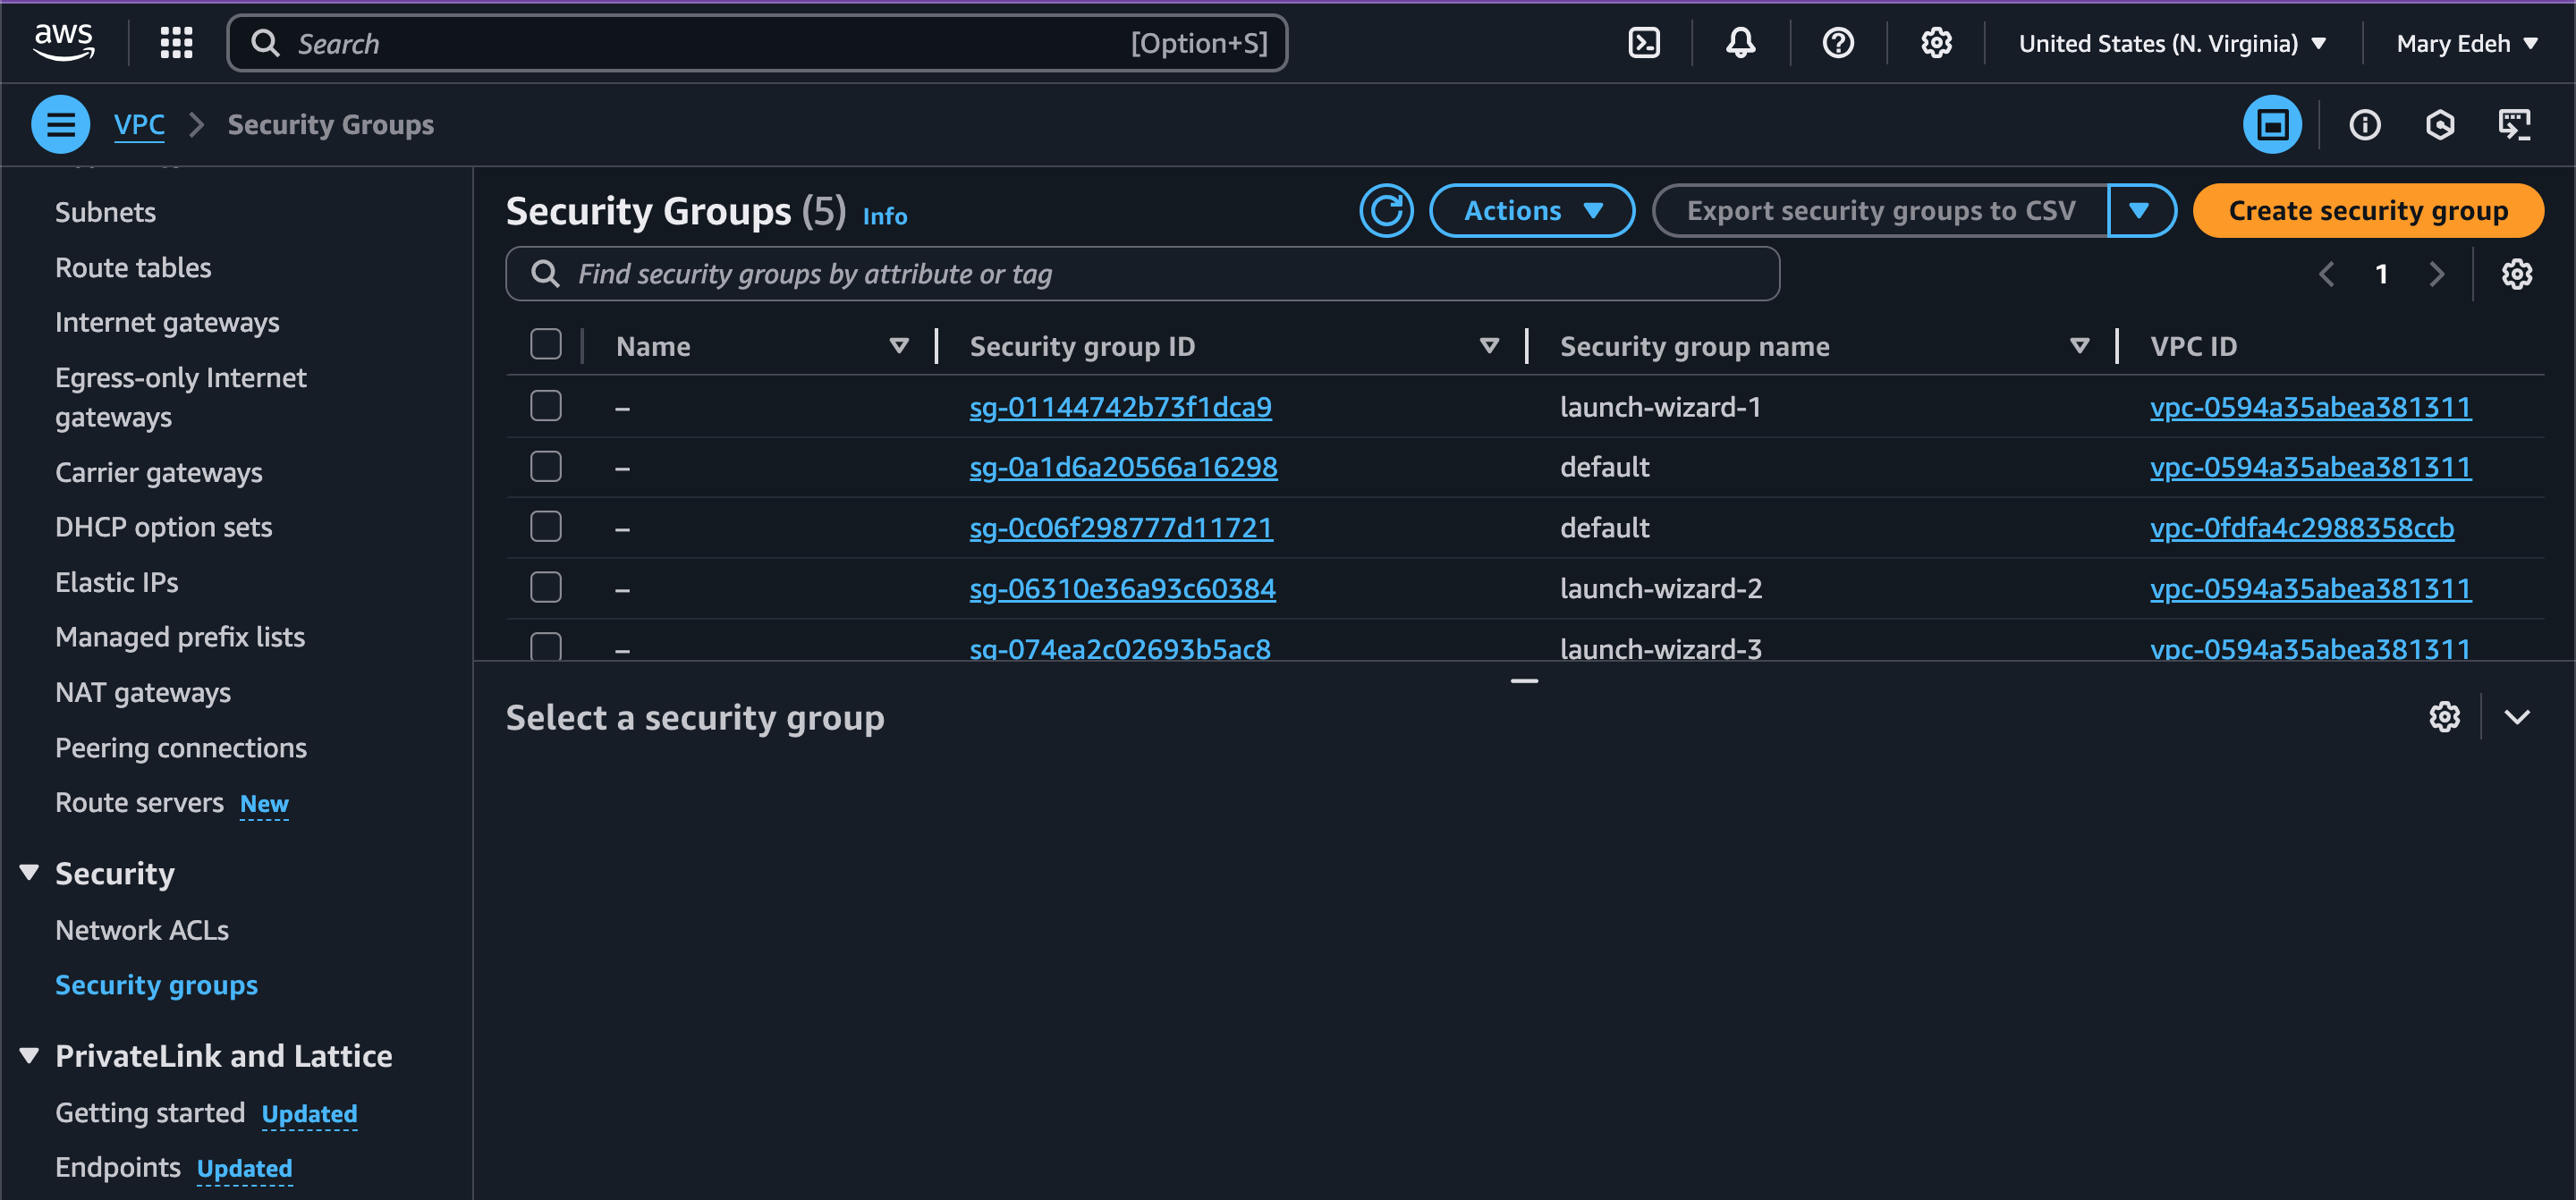 aws
Search
[Option+S]
United States (N. Virginia)
Mary Edeh
VPC
Security Groups
Subnets
Route tables
Internet gateways
Egress-only Internet
gateways
Carrier gateways
DHCP option sets
Elastic IPs
Managed prefix lists
NAT gateways
Peering connections
Route servers New
Security
Network ACLs
Security groups
PrivateLink and Lattice
Getting started Updated
Endpoints Updated
Security Groups (5) Info
Actions
Export security groups to CSV
Create security group
Find security groups by attribute or tag
1
Name Security group ID Security group name VPC ID
– sg-01144742b73f1dca9 launch-wizard-1 vpc-0594a35abea381311
– sg-0a1d6a20566a16298 default vpc-0594a35abea381311
– sg-0c06f298777d11721 default vpc-0fdfa4c2988358ccb
– sg-06310e36a93c60384 launch-wizard-2 vpc-0594a35abea381311
– sg-074ea2c02693b5ac8 launch-wizard-3 vpc-0594a35abea381311
Select a security group